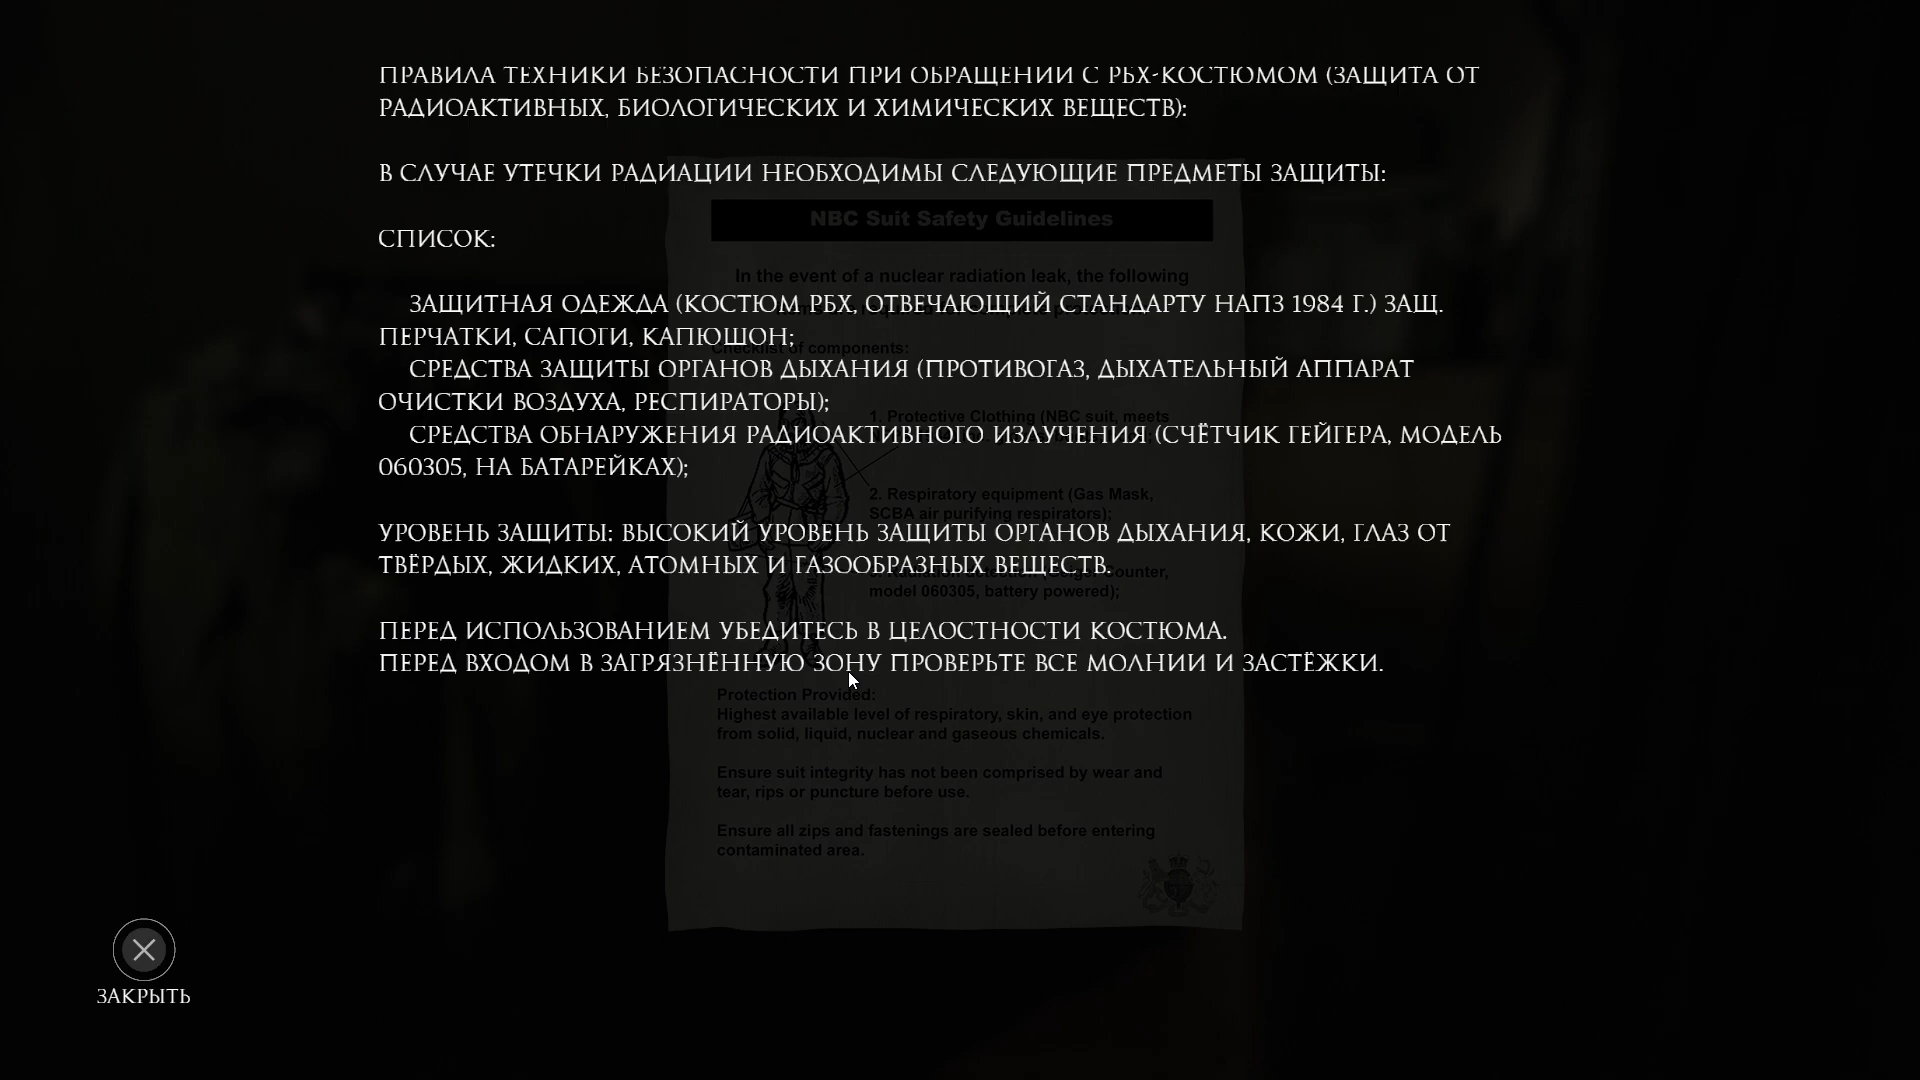 ПРАВИЛА ТЕХНИКИ БЕЗОПАСНОСТИ ПРИ ОБРАЩЕНИИ С РБХ-КОСТЮМОМ (ЗАЩИТА ОТ
РАДИОАКТИВНЫХ, БИОЛОГИЧЕСКИХ И ХИМИЧЕСКИХ ВЕЩЕСТВ):
В СЛУЧАЕ УТЕЧКИ РАДИАЦИИ НЕОБХОДИМЫ СЛЕДУЮЩИЕ ПРЕДМЕТЫ ЗАЩИТЫ:
СПИСОК:
ЗАЩИТНАЯ ОДЕЖДА (КОСТЮМ РБХ, ОТВЕЧАЮЩИЙ СТАНДАРТУ НАПЗ 1984 Г.) ЗАЩ.
ПЕРЧАТКИ, САПОГИ, КАПЮШОН;
СРЕДСТВА ЗАЩИТЫ ОРГАНОВ ДЫХАНИЯ (ПРОТИВОГАЗ, ДЫХАТЕЛЬНЫЙ АППАРАТ
ОЧИСТКИ ВОЗДУХА, РЕСПИРАТОРЫ);
СРЕДСТВА ОБНАРУЖЕНИЯ РАДИОАКТИВНОГО ИЗЛУЧЕНИЯ (СЧЁТЧИК ГЕЙГЕРА, МОДЕЛЬ
060305, НА БАТАРЕЙКАХ);
УРОВЕНЬ ЗАЩИТЫ: ВЫСОКИЙ УРОВЕНЬ ЗАЩИТЫ ОРГАНОВ ДЫХАНИЯ, КОЖИ, ГЛАЗ ОТ
ТВЁРДЫХ, ЖИДКИХ, АТОМНЫХ И ГАЗООБРАЗНЫХ ВЕЩЕСТВ.
ПЕРЕД ИСПОЛЬЗОВАНИЕМ УБЕДИТЕСЬ В ЦЕЛОСТНОСТИ КОСТЮМА.
ПЕРЕД ВХОДОМ В ЗАГРЯЗНЁННУЮ ЗОНУ ПРОВЕРЬТЕ ВСЕ МОЛНИИ И ЗАСТЁЖКИ.
NBC Suit Safety Guidelines
In the event of a nuclear radiation leak, the following
Checklist of components:
1. Protective Clothing (NBC suit, meets
2. Respiratory equipment (Gas Mask,
SCBA air purifying respirators);
3. Radiation detection (Geiger Counter,
model 060305, battery powered);
Protection Provided:
Highest available level of respiratory, skin, and eye protection
from solid, liquid, nuclear and gaseous chemicals.
Ensure suit integrity has not been comprised by wear and
tear, rips or puncture before use.
Ensure all zips and fastenings are sealed before entering
contaminated area.
ЗАКРЫТЬ